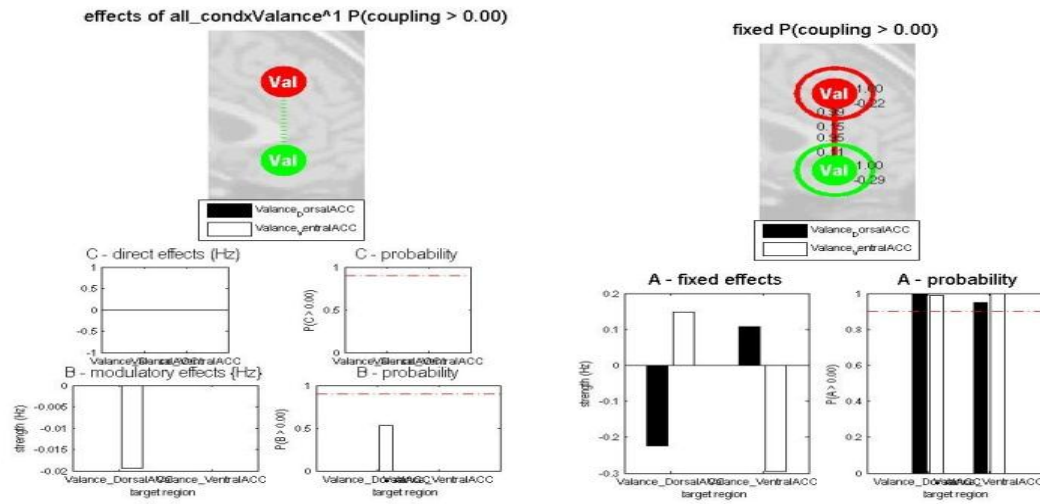 effects of all_condxValance^1 P(coupling > 0.00)
Val
Val
Valance_DorsalACC
Valance_VentralACC
C - direct effects {Hz}
1
0.5
0
-0.5
-1
C - probability
P(C > 0.00)
1
0.5
0
B - modulatory effects {Hz}
strength (Hz)
0
-0.005
-0.01
-0.015
-0.02
target region
B - probability
P(B > 0.00)
1
0.5
0
Valance_VentralACC
target region
fixed P(coupling > 0.00)
Val
1.00
-0.22
0.15
Val
1.00
-0.29
Valance_DorsalACC
Valance_VentralACC
A - fixed effects
strength (Hz)
0.2
0.1
0
-0.1
-0.2
-0.3
target region
A - probability
P(A > 0.00)
1
0.8
0.6
0.4
0.2
0
Valance_VentralACC
target region